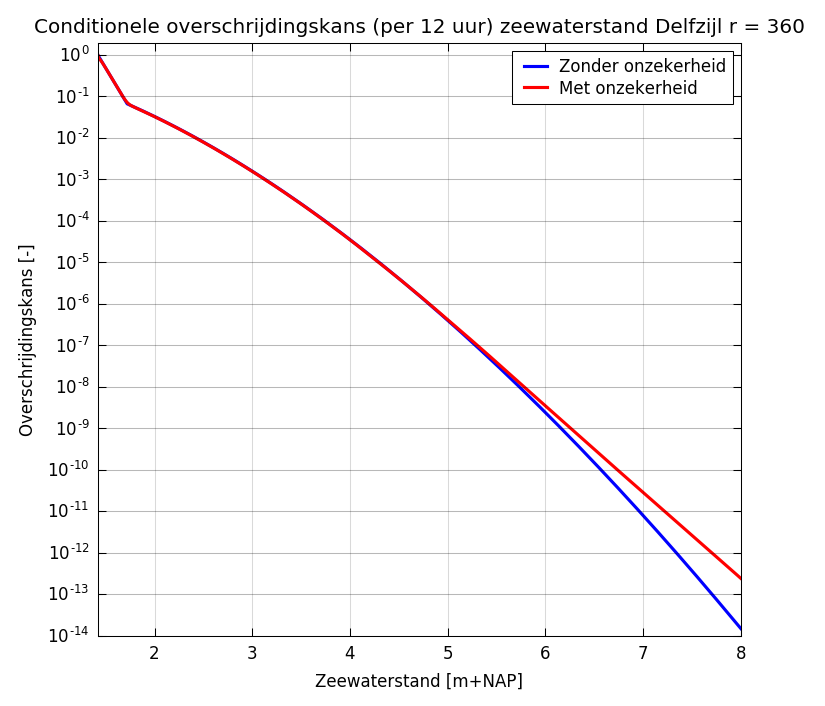 Conditionele overschrijdingskans (per 12 uur) zeewaterstand Delfzijl r = 360
Zonder onzekerheid
Met onzekerheid
Overschrijdingskans [-]
10^0
10^-1
10^-2
10^-3
10^-4
10^-5
10^-6
10^-7
10^-8
10^-9
10^-10
10^-11
10^-12
10^-13
10^-14
2 3 4 5 6 7 8
Zeewaterstand [m+NAP]